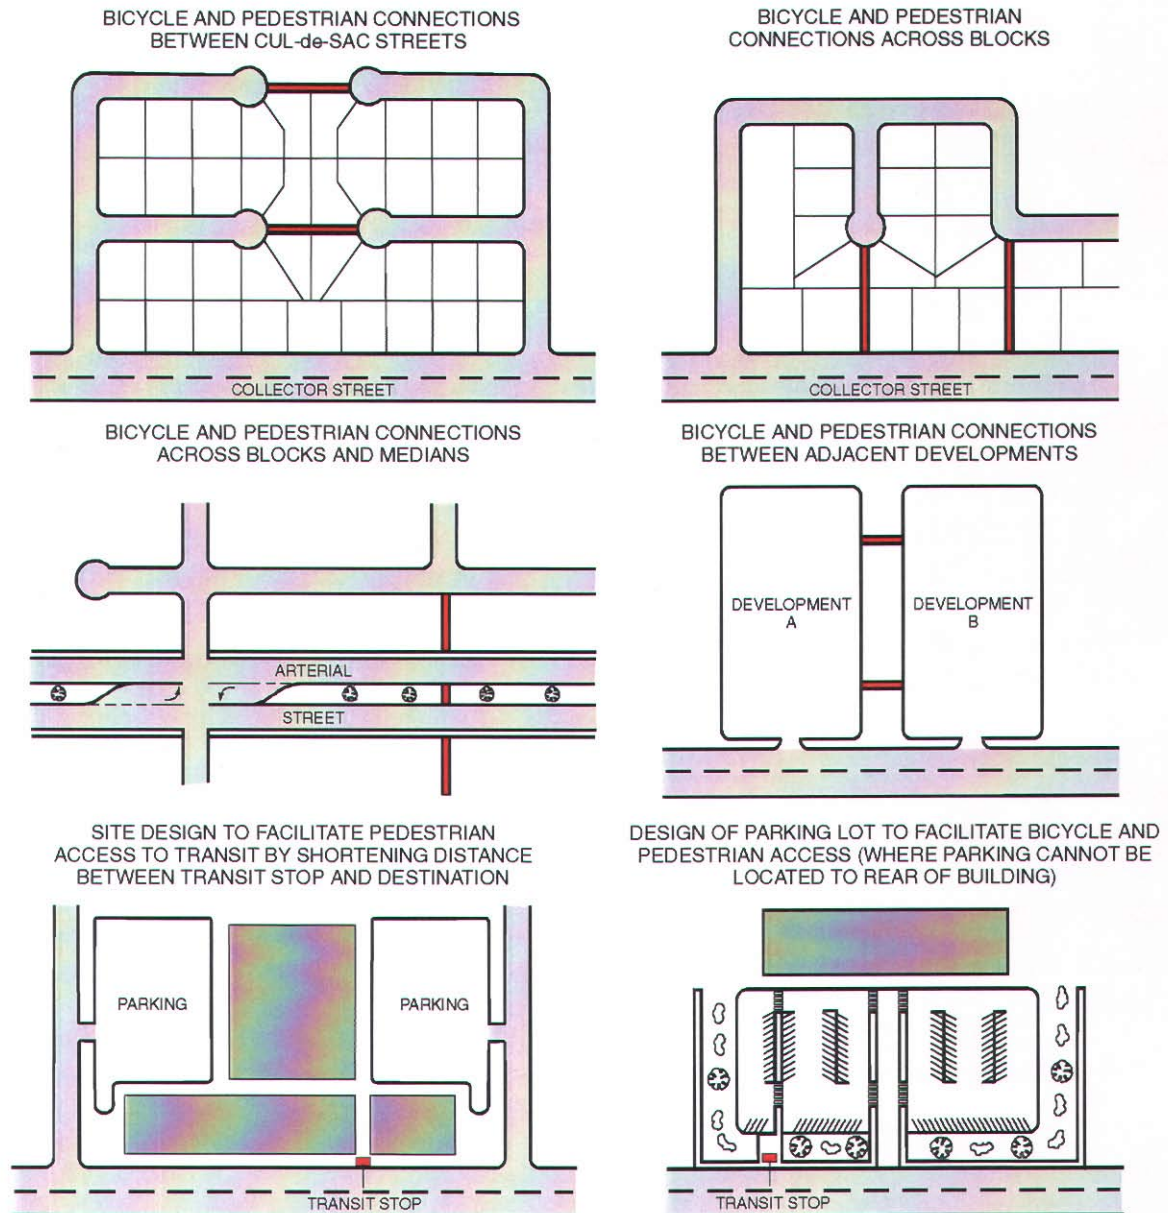 BICYCLE AND PEDESTRIAN CONNECTIONS
BETWEEN CUL-de-SAC STREETS
COLLECTOR STREET
BICYCLE AND PEDESTRIAN
CONNECTIONS ACROSS BLOCKS
COLLECTOR STREET
BICYCLE AND PEDESTRIAN CONNECTIONS
ACROSS BLOCKS AND MEDIANS
ARTERIAL
STREET
BICYCLE AND PEDESTRIAN CONNECTIONS
BETWEEN ADJACENT DEVELOPMENTS
DEVELOPMENT
A
DEVELOPMENT
B
SITE DESIGN TO FACILITATE PEDESTRIAN
ACCESS TO TRANSIT BY SHORTENING DISTANCE
BETWEEN TRANSIT STOP AND DESTINATION
PARKING
PARKING
TRANSIT STOP
DESIGN OF PARKING LOT TO FACILITATE BICYCLE AND
PEDESTRIAN ACCESS (WHERE PARKING CANNOT BE
LOCATED TO REAR OF BUILDING)
TRANSIT STOP